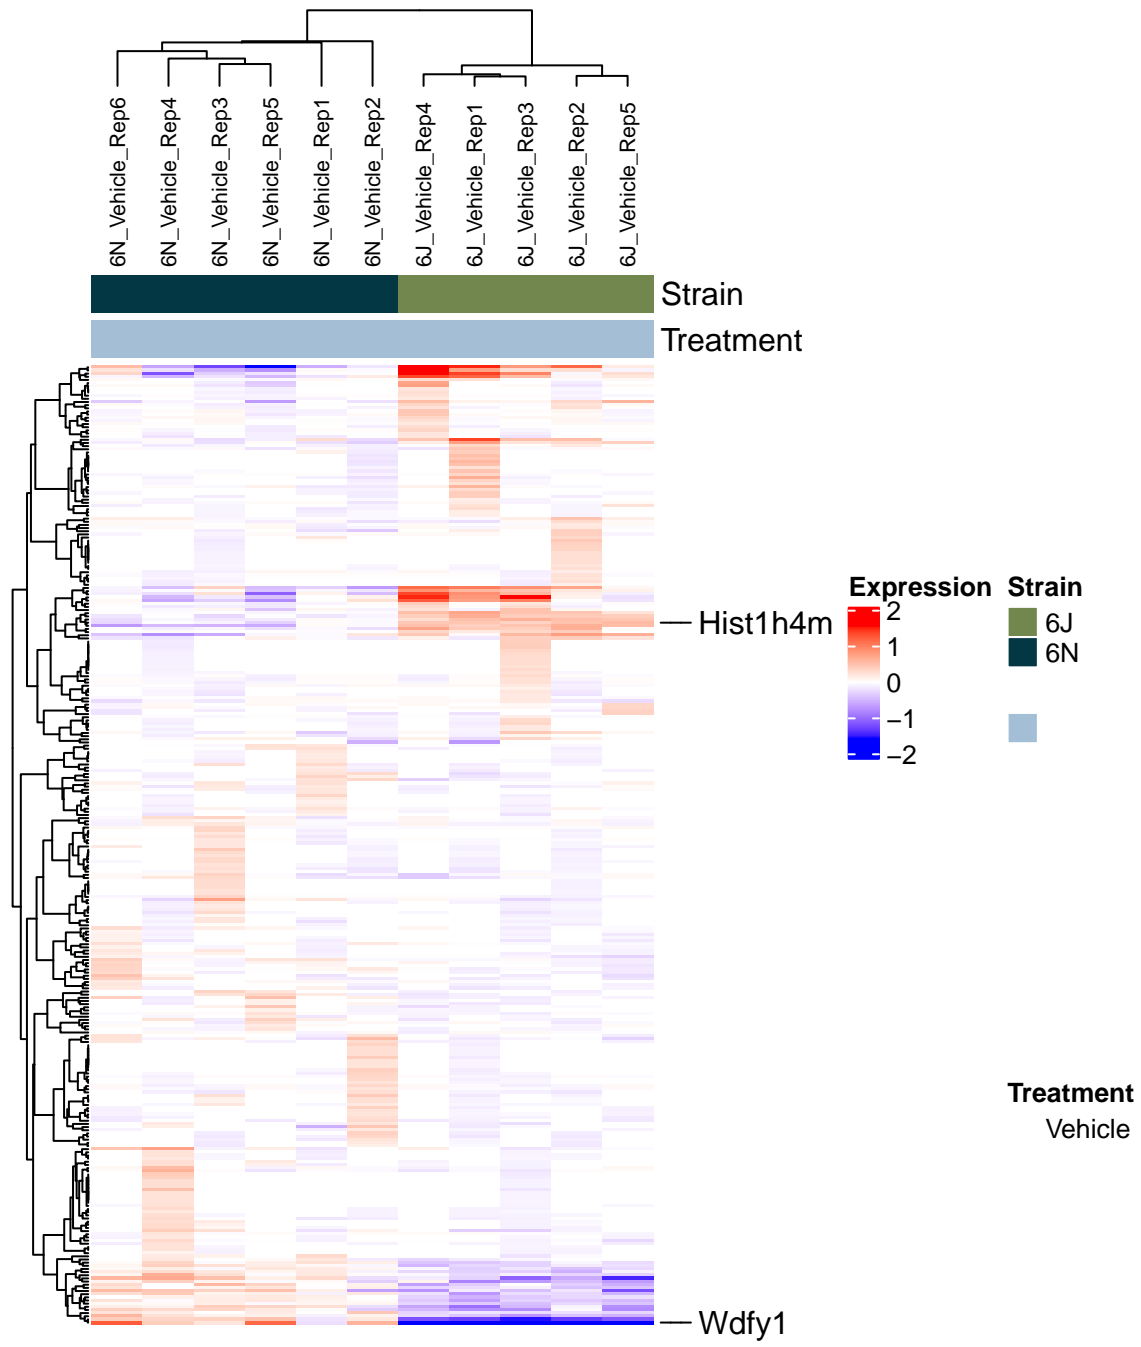 6N_Vehicle_Rep6
6N_Vehicle_Rep4
6N_Vehicle_Rep3
6N_Vehicle_Rep5
6N_Vehicle_Rep1
6N_Vehicle_Rep2
6J_Vehicle_Rep4
6J_Vehicle_Rep1
6J_Vehicle_Rep3
6J_Vehicle_Rep2
6J_Vehicle_Rep5
Strain
Treatment
Hist1h4m
Wdfy1
Expression
2
1
0
−1
−2
Strain
6J
6N
Treatment
Vehicle